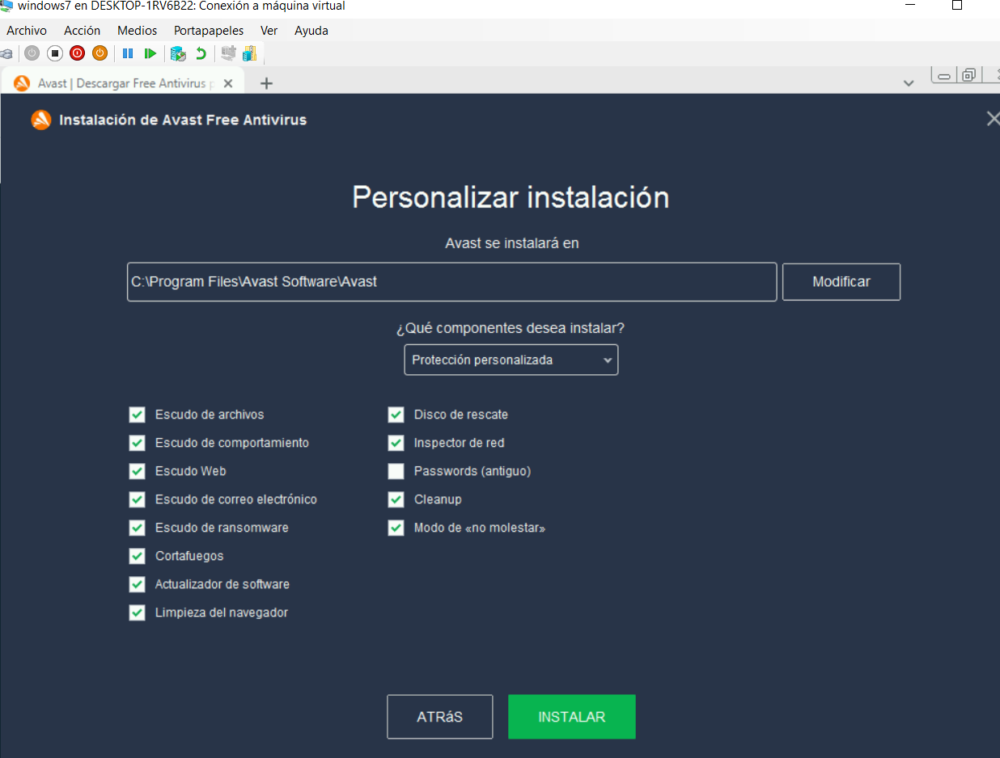 windows7 en DESKTOP-1RV6B22: Conexión a máquina virtual
Archivo Acción Medios Portapapeles Ver Ayuda
Avast | Descargar Free Antivirus
Instalación de Avast Free Antivirus
Personalizar instalación
Avast se instalará en
C:\Program Files\Avast Software\Avast Modificar
¿Qué componentes desea instalar?
Protección personalizada
Escudo de archivos
Escudo de comportamiento
Escudo Web
Escudo de correo electrónico
Escudo de ransomware
Cortafuegos
Actualizador de software
Limpieza del navegador
Disco de rescate
Inspector de red
Passwords (antiguo)
Cleanup
Modo de «no molestar»
ATRáS INSTALAR